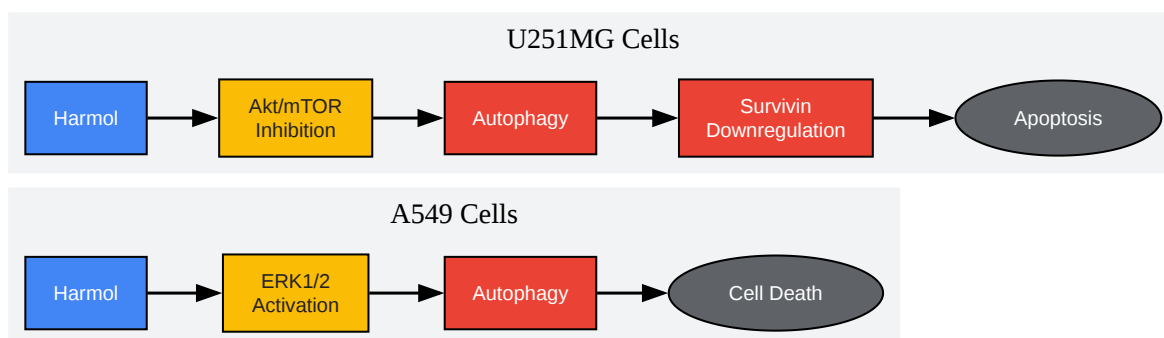 U251MG Cells
Harmol
Akt/mTOR
Inhibition
Autophagy
Survivin
Downregulation
Apoptosis
A549 Cells
Harmol
ERK1/2
Activation
Autophagy
Cell Death